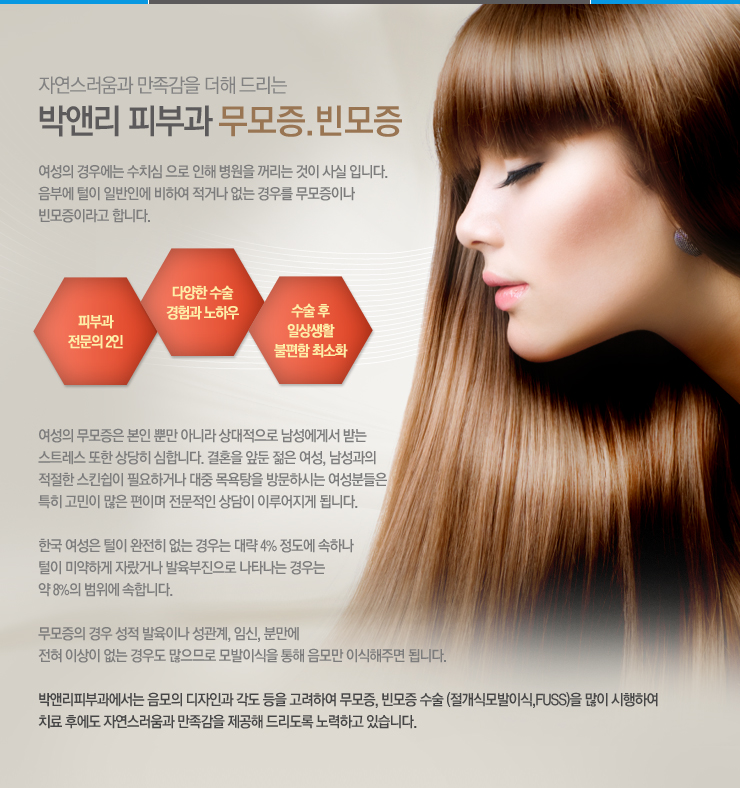 자연스러움과 만족감을 더해 드리는
박앤리 피부과 무모증.빈모증
여성의 경우에는 수치심 으로 인해 병원을 꺼리는 것이 사실 입니다.
음부에 털이 일반인에 비하여 적거나 없는 경우를 무모증이나
빈모증이라고 합니다.
피부과
전문의 2인
다양한 수술
경험과 노하우
수술 후
일상생활
불편함 최소화
여성의 무모증은 본인 뿐만 아니라 상대적으로 남성에게서 받는
스트레스 또한 상당히 심합니다. 결혼을 앞둔 젊은 여성, 남성과의
적절한 스킨쉽이 필요하거나 대중 목욕탕을 방문하시는 여성분들은
특히 고민이 많은 편이며 전문적인 상담이 이루어지게 됩니다.
한국 여성은 털이 완전히 없는 경우는 대략 4% 정도에 속하나
털이 미약하게 자랐거나 발육부진으로 나타나는 경우는
약 8%의 범위에 속합니다.
무모증의 경우 성적 발육이나 성관계, 임신, 분만에
전혀 이상이 없는 경우도 많으므로 모발이식을 통해 음모만 이식해주면 됩니다.
박앤리피부과에서는 음모의 디자인과 각도 등을 고려하여 무모증, 빈모증 수술 (절개식모발이식,FUSS)을 많이 시행하여
치료 후에도 자연스러움과 만족감을 제공해 드리도록 노력하고 있습니다.